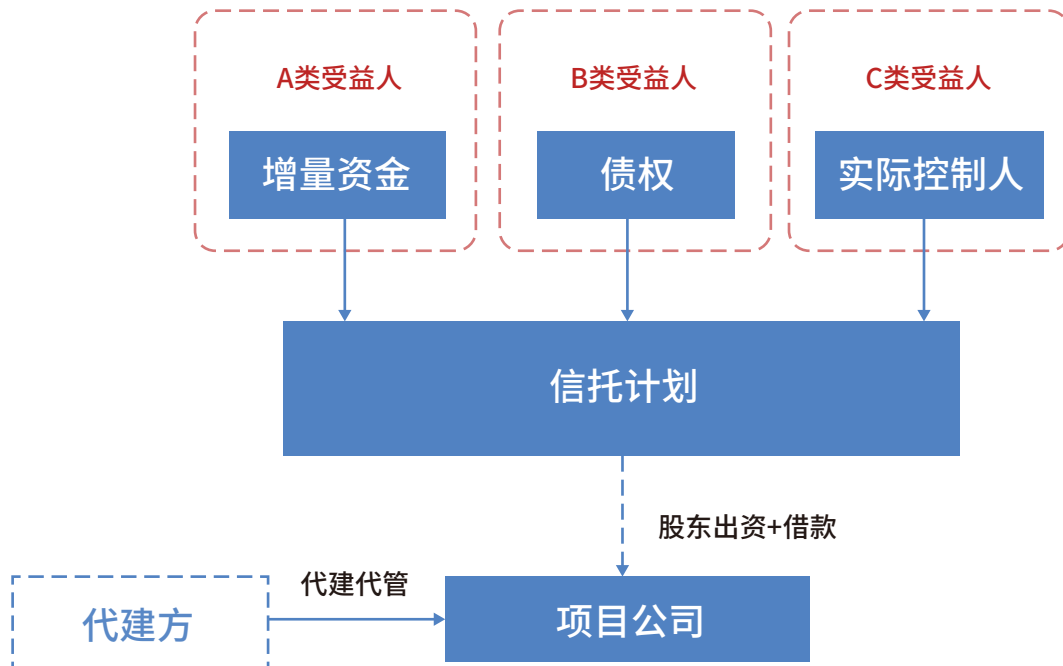 A类受益人
B类受益人
C类受益人
增量资金
债权
实际控制人
信托计划
股东出资+借款
代建代管
代建方
项目公司